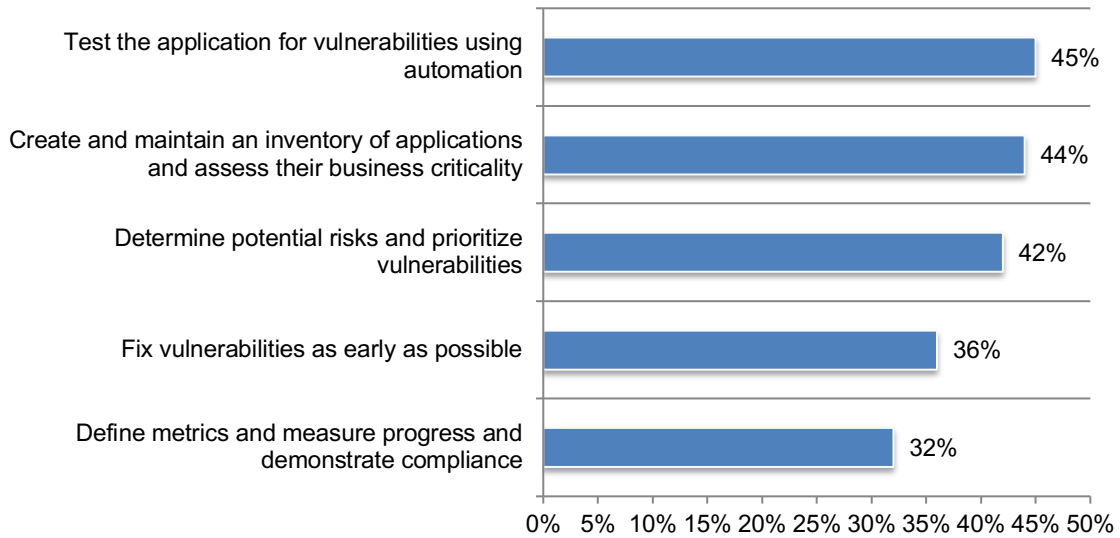 Test the application for vulnerabilities using
automation
45%
Create and maintain an inventory of applications
and assess their business criticality
44%
Determine potential risks and prioritize
vulnerabilities
42%
Fix vulnerabilities as early as possible
36%
Define metrics and measure progress and
demonstrate compliance
32%
0% 5% 10% 15% 20% 25% 30% 35% 40% 45% 50%